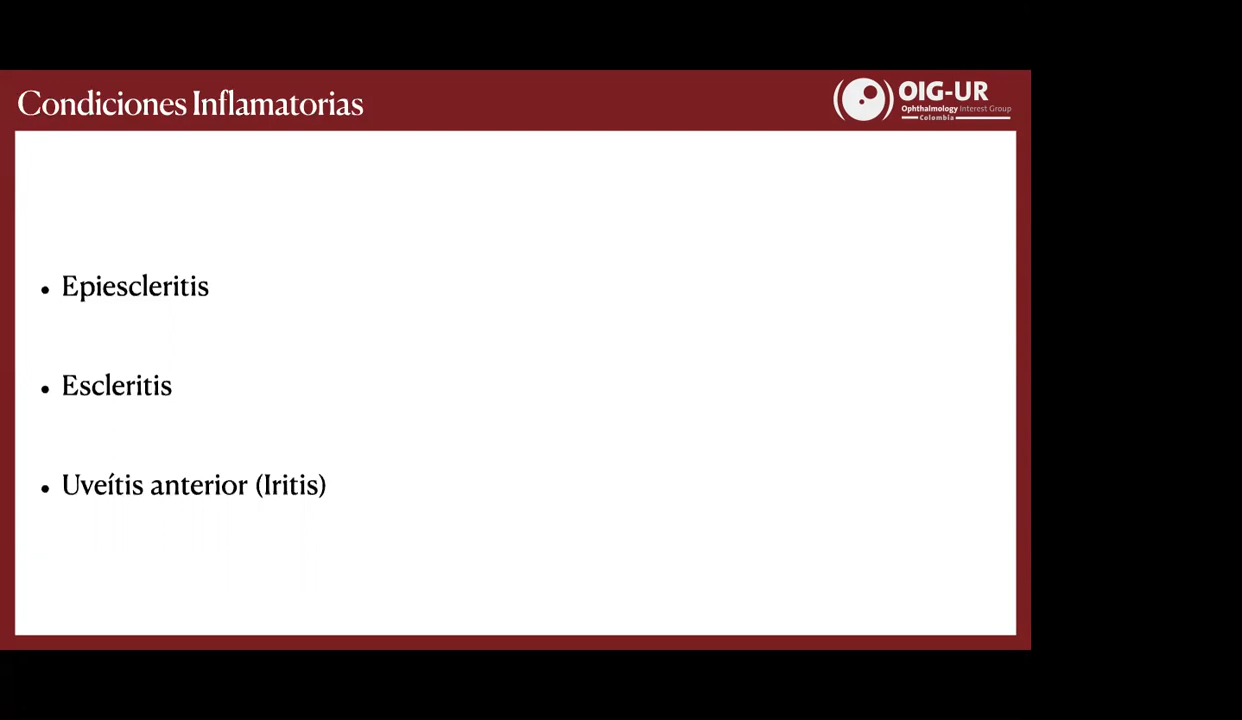 Condiciones Inflamatorias
OIG-UR
Ophthalmology Interest Group
Colombia
• Epiescleritis
• Escleritis
• Uveítis anterior (Iritis)